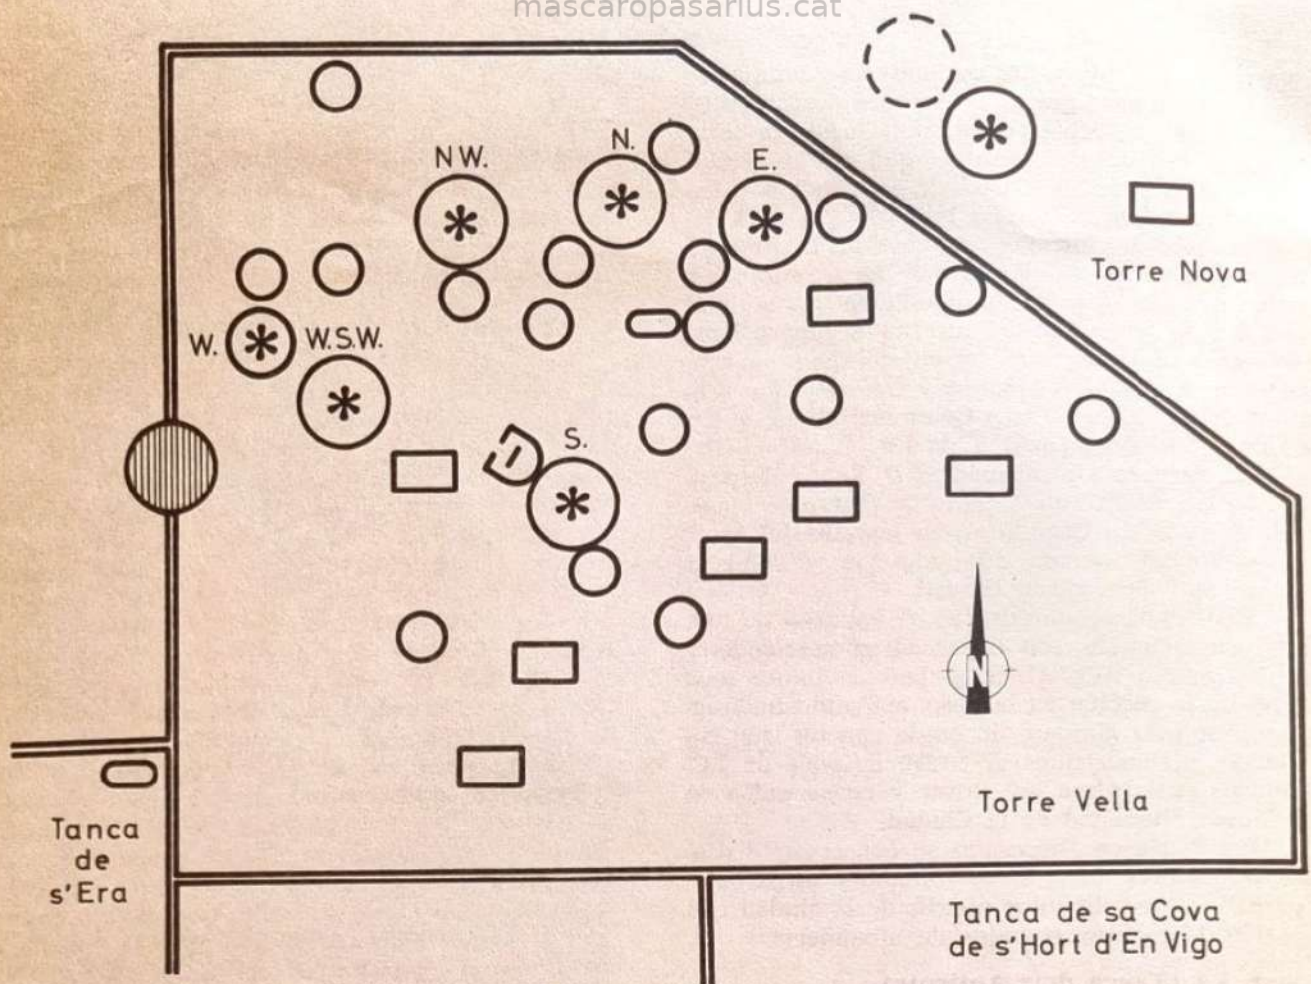 mascaropasarius.cat
N.
NW.
E.
Torre Nova
W.
W.S.W.
S.
N
Torre Vella
Tanca
de
s'Era
Tanca de sa Cova
de s'Hort d'En Vigo